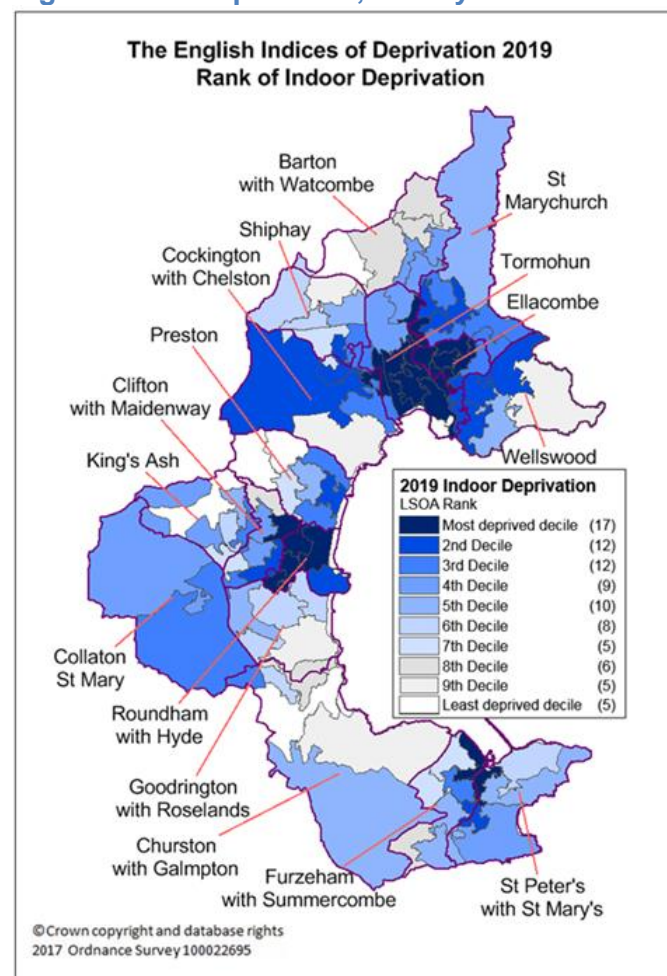 The English Indices of Deprivation 2019
Rank of Indoor Deprivation
Barton
with Watcombe
St
Marychurch
Shiphay
Cockington
with Chelston
Tormohun
Ellacombe
Preston
Clifton
with Maidenway
King's Ash
Wellswood
2019 Indoor Deprivation
LSOA Rank
Most deprived decile (17)
2nd Decile (12)
3rd Decile (12)
4th Decile (9)
5th Decile (10)
6th Decile (8)
7th Decile (5)
8th Decile (6)
9th Decile (5)
Least deprived decile (5)
Collaton
St Mary
Roundham
with Hyde
Goodrington
with Roselands
Churston
with Galmpton
Furzeham
with Summercombe
St Peter's
with St Mary's
©Crown copyright and database rights
2017 Ordnance Survey 100022695